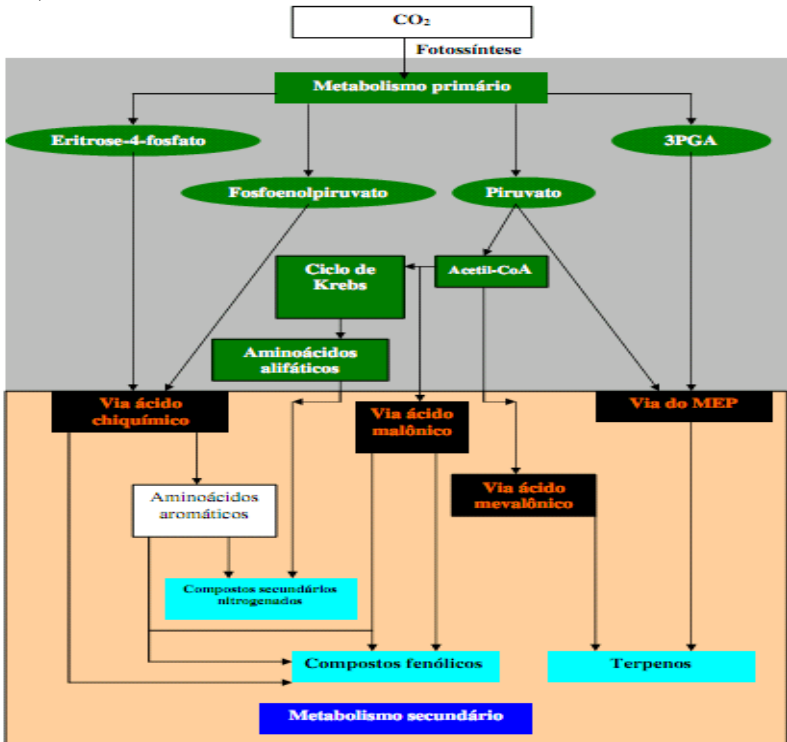 CO₂
Fotossíntese
Metabolismo primário
Eritrose-4-fosfato
3PGA
Fosfoenolpiruvato
Piruvato
Ciclo de
Krebs
Acetil-CoA
Aminoácidos
alifáticos
Via ácido
chiquímico
Via ácido
malônico
Via do MEP
Via ácido
mevalônico
Aminoácidos
aromáticos
Compostos secundários
nitrogenados
Compostos fenólicos
Terpenos
Metabolismo secundário